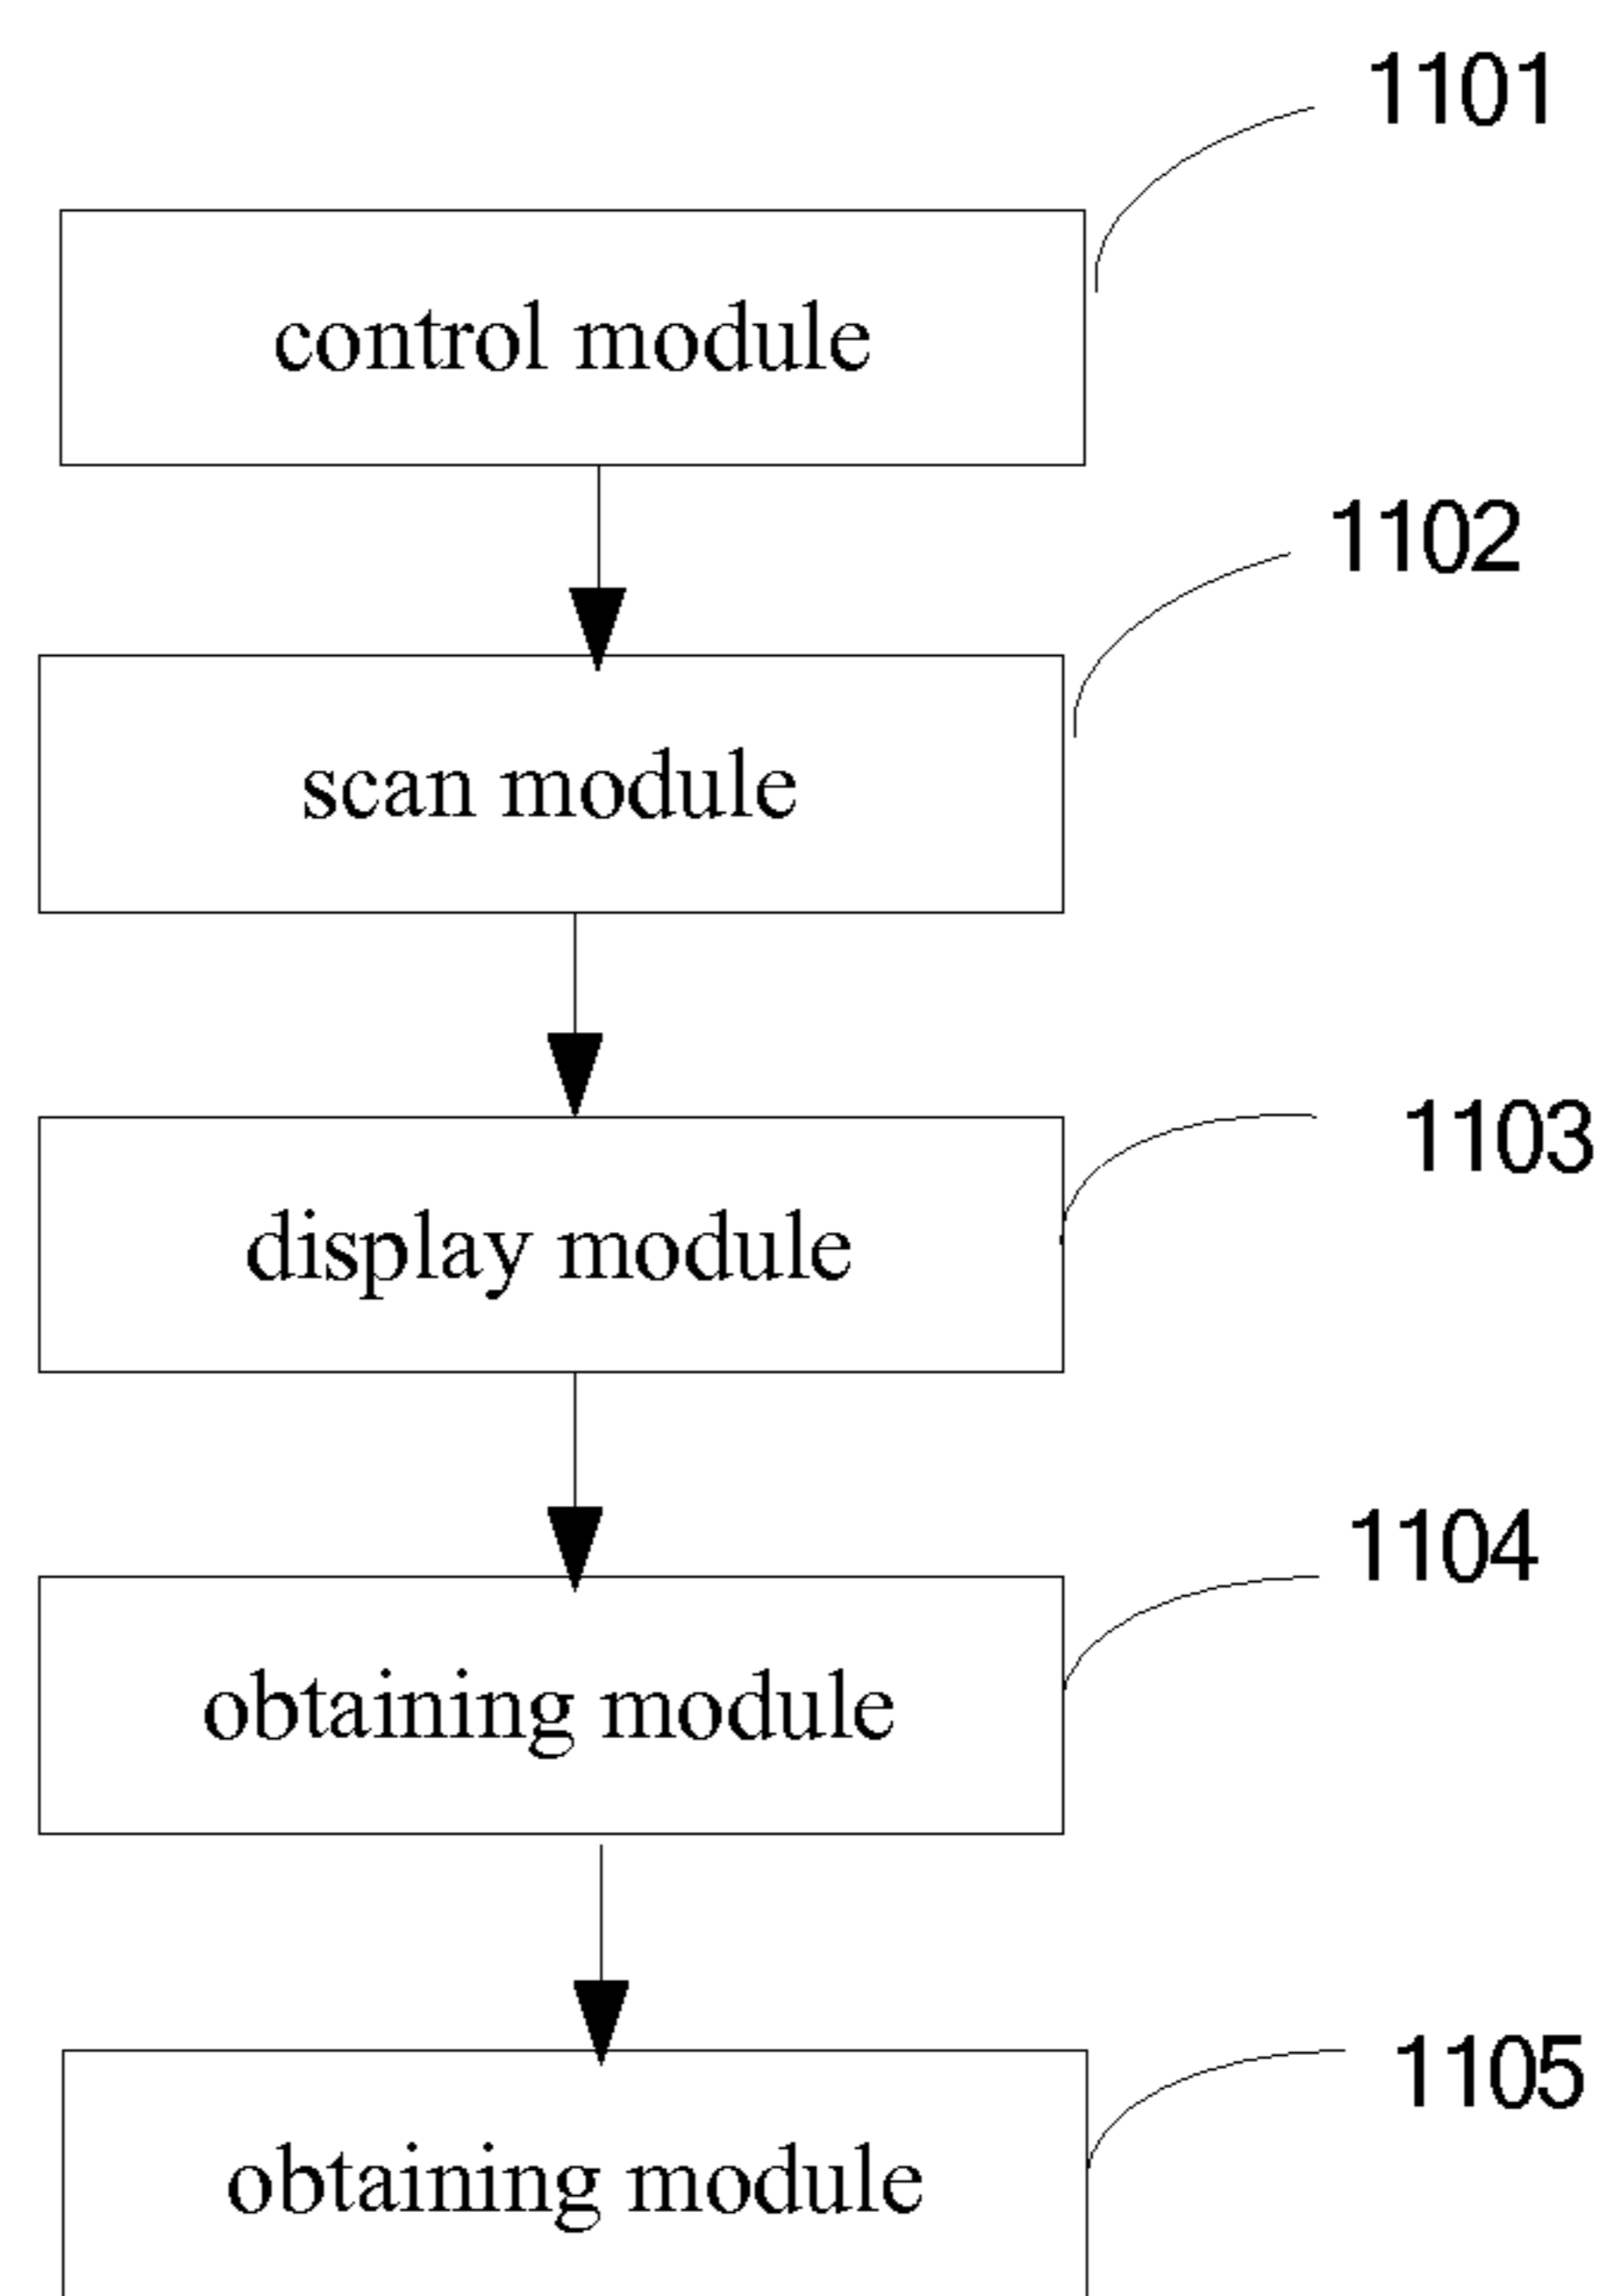 1101
control module
1102
scan module
1103
display module
1104
obtaining module
1105
obtaining module